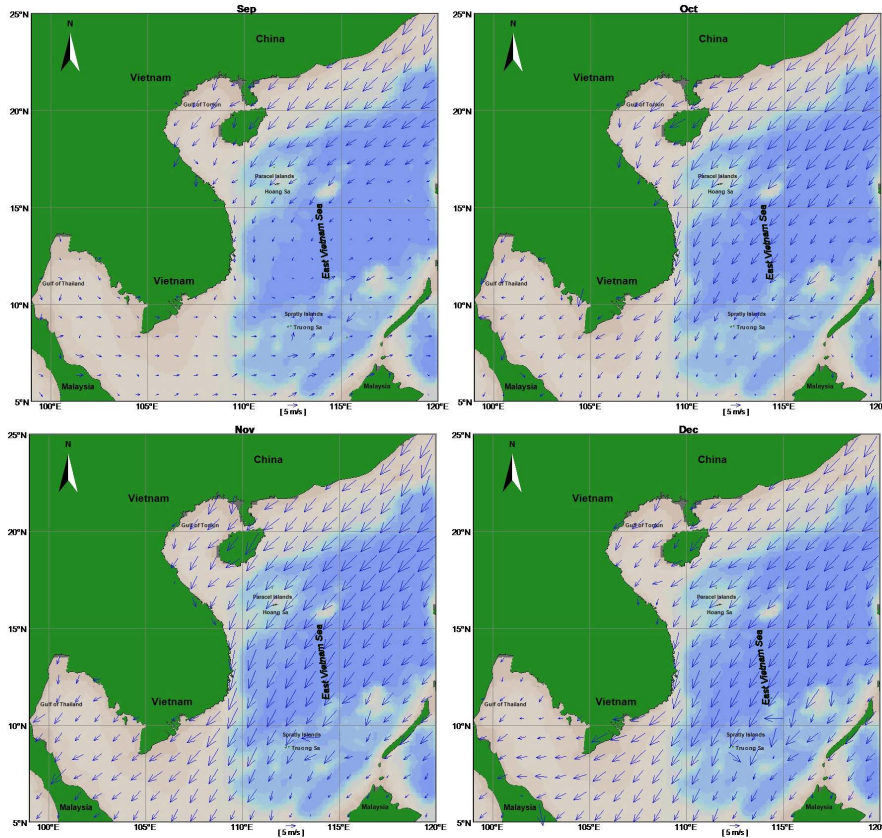 Sep
25°N
N
China
Vietnam
20°N
Gulf of Tonkin
Paracel Islands
Hoang Sa
15°N
East Vietnam Sea
Gulf of Thailand
Vietnam
10°N
Spratly Islands
Truong Sa
Malaysia
Malaysia
5°N
100°E
105°E
110°E
115°E
120°E
[ 5 m/s ]
Oct
25°N
N
China
Vietnam
20°N
Gulf of Tonkin
Paracel Islands
Hoang Sa
15°N
East Vietnam Sea
Gulf of Thailand
Vietnam
10°N
Spratly Islands
Truong Sa
Malaysia
Malaysia
5°N
100°E
105°E
110°E
115°E
120
[ 5 m/s ]
Nov
25°N
N
China
Vietnam
20°N
Gulf of Tonkin
Paracel Islands
Hoang Sa
15°N
East Vietnam Sea
Gulf of Thailand
Vietnam
10°N
Spratly Islands
Truong Sa
Malaysia
Malaysia
5°N
100°E
105°E
110°E
115°E
120°E
[ 5 m/s ]
Dec
25°N
N
China
Vietnam
20°N
Gulf of Tonkin
Paracel Islands
Hoang Sa
15°N
East Vietnam Sea
Gulf of Thailand
Vietnam
10°N
Spratly Islands
Truong Sa
Malaysia
Malaysia
5°N
100°E
105°E
110°E
115°E
120
[ 5 m/s ]